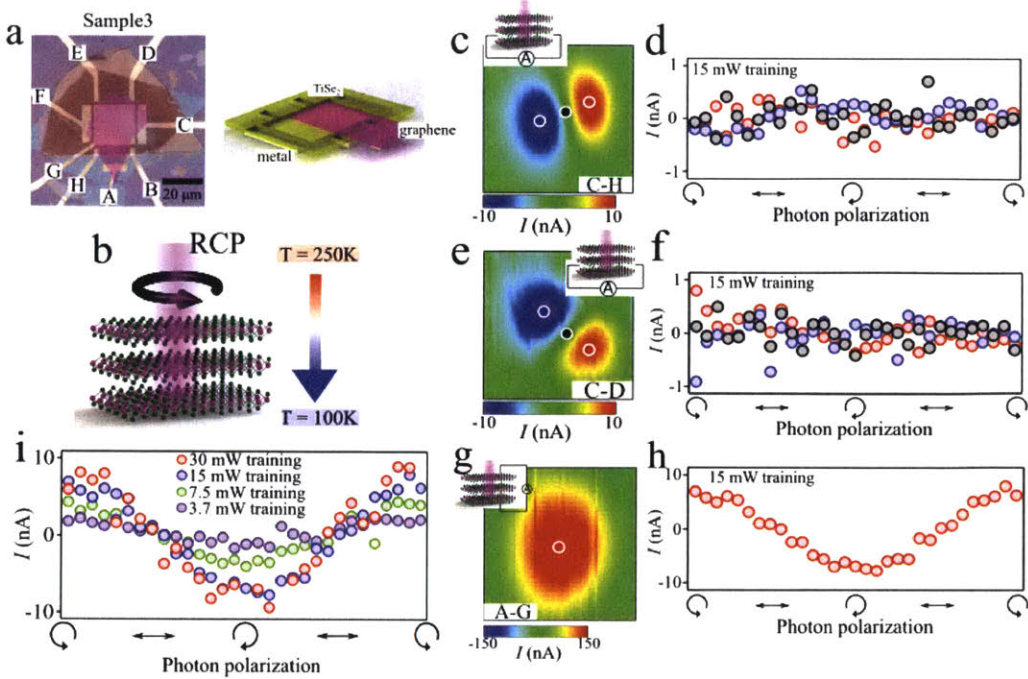 a
Sample3
E
D
F
C
G
H
A
B
20 μm
TiSe₂
graphene
metal
b
RCP
T = 250K
T = 100K
c
A
C-H
-10
10
I (nA)
d
15 mW training
1
0
-1
I (nA)
Photon polarization
e
A
C-D
-10
10
I (nA)
f
15 mW training
1
0
-1
I (nA)
Photon polarization
g
A
A-G
-150
150
I (nA)
h
15 mW training
10
0
-10
I (nA)
Photon polarization
i
30 mW training
15 mW training
7.5 mW training
3.7 mW training
10
0
-10
I (nA)
Photon polarization